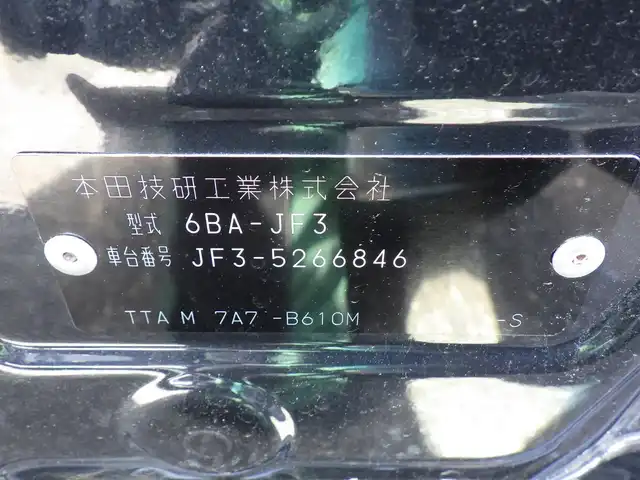 本田技研工業株式会社
型式 6BA-JF3
車台番号 JF3-5266846
TTA M 7A7 -B610M -S